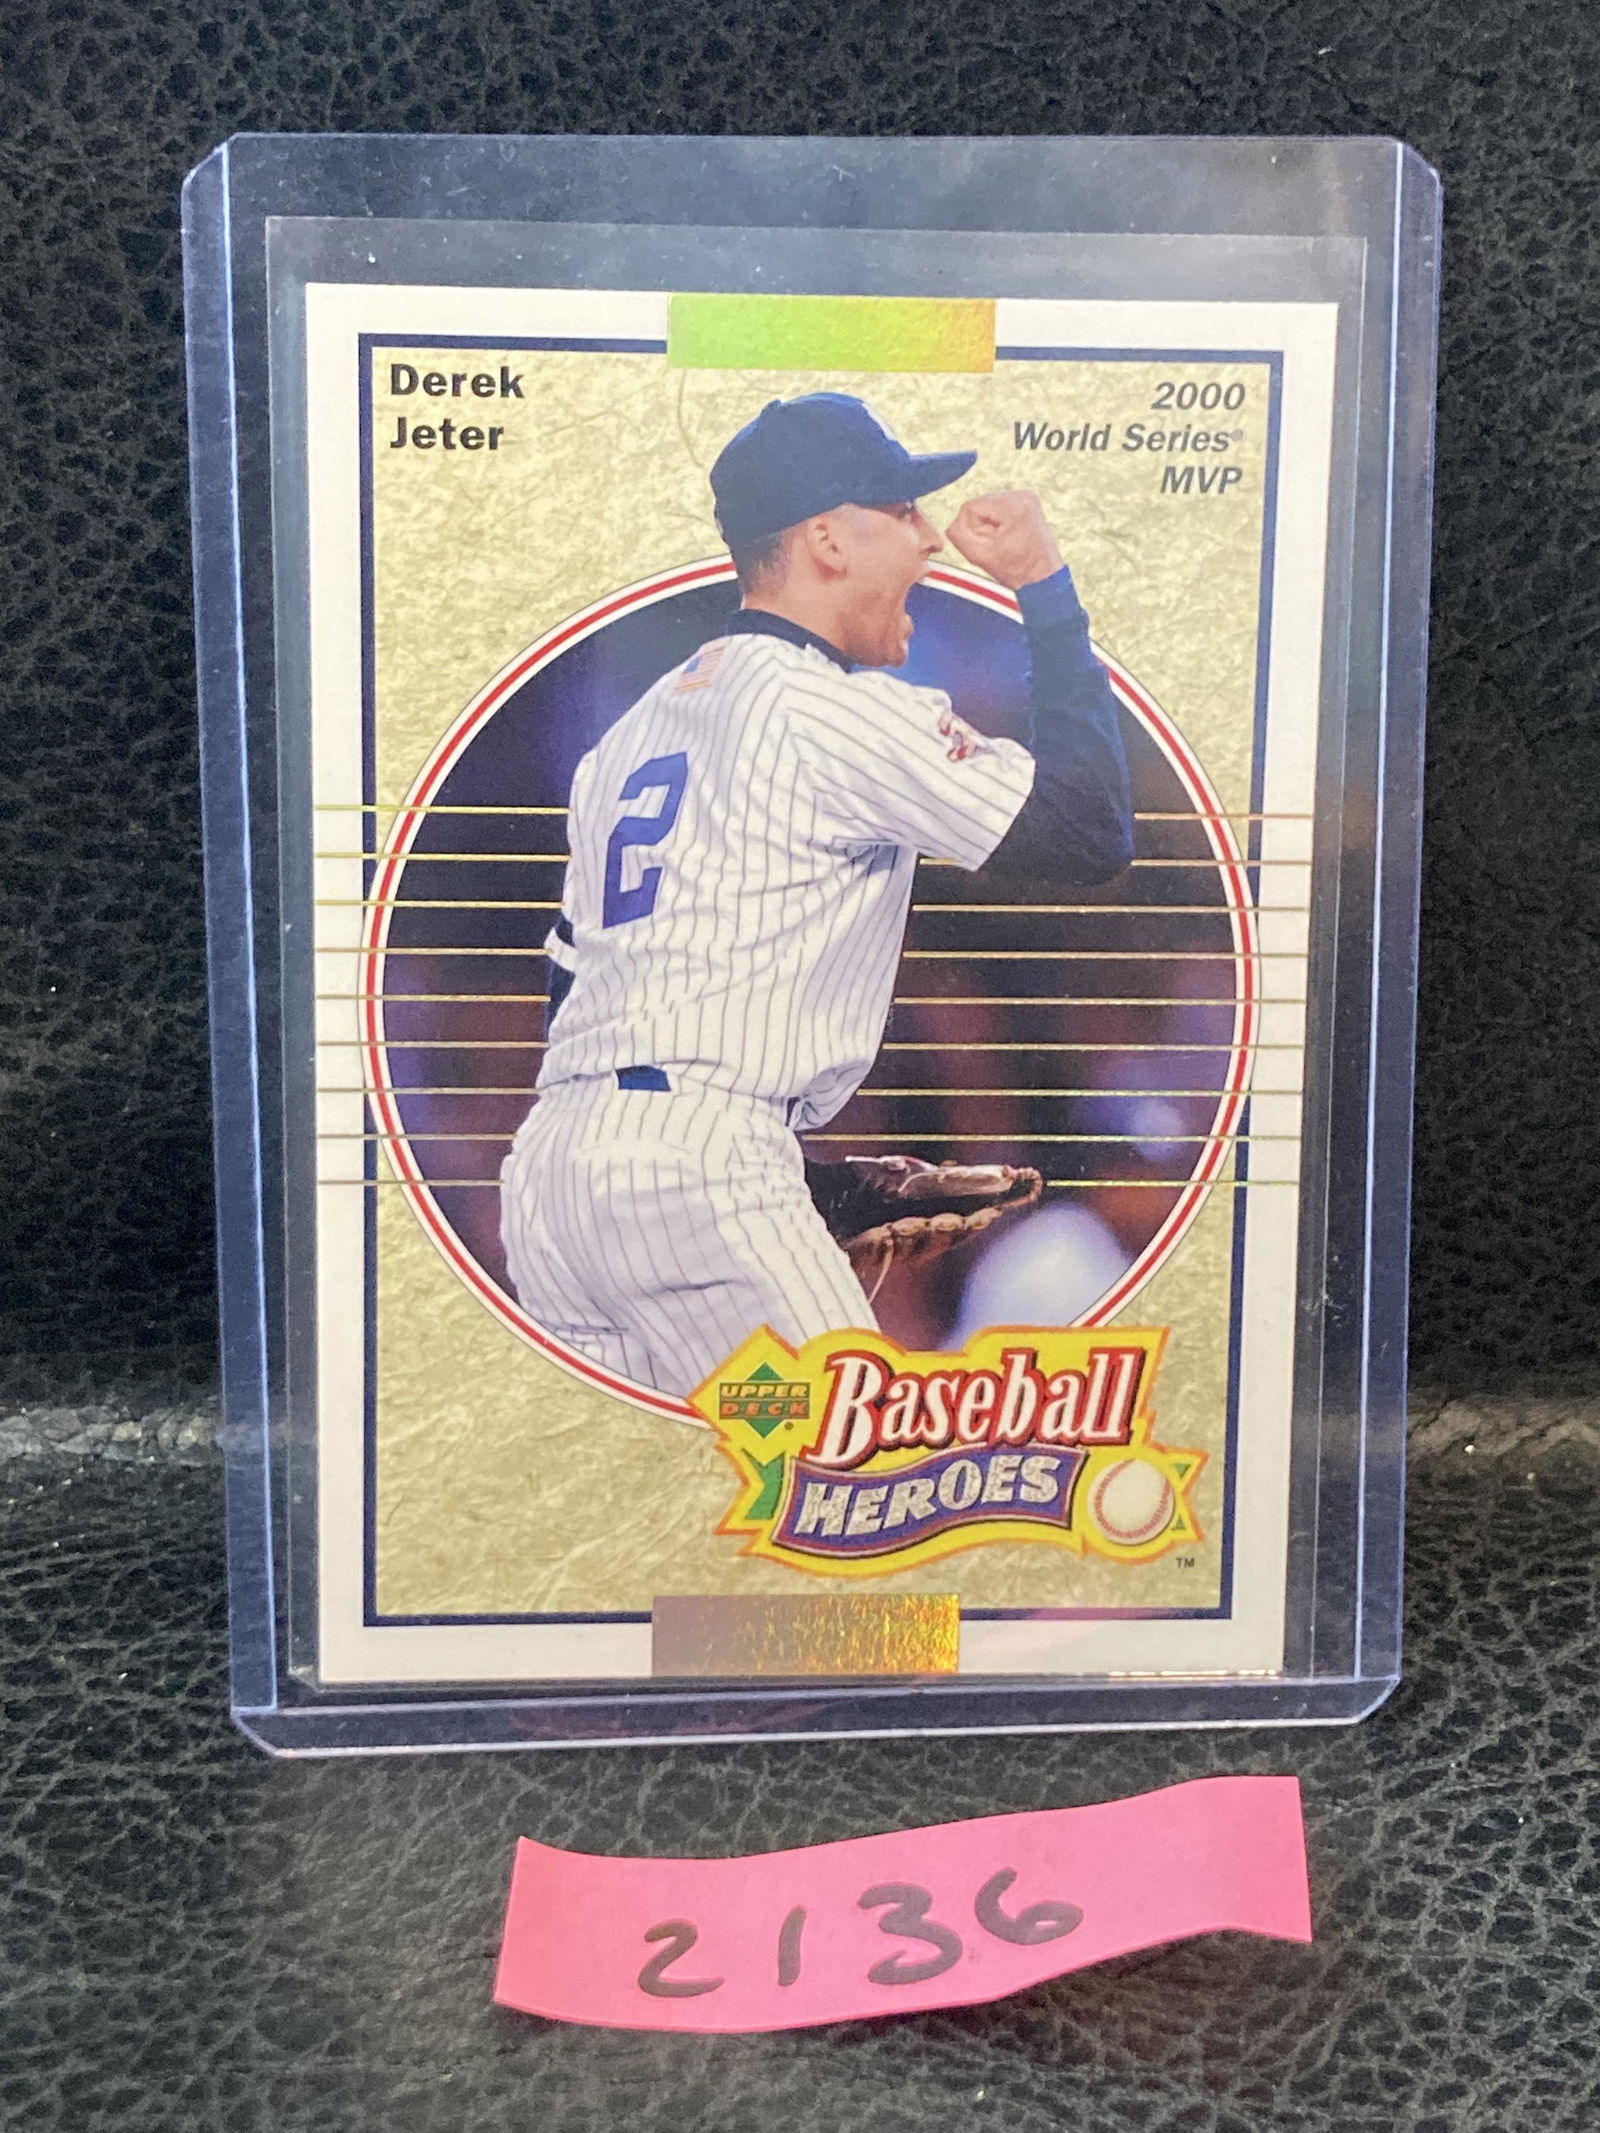 Derek
Jeter
2000
World Series®
MVP
2
UPPER
DECK®
Baseball
HEROES
TM
2136